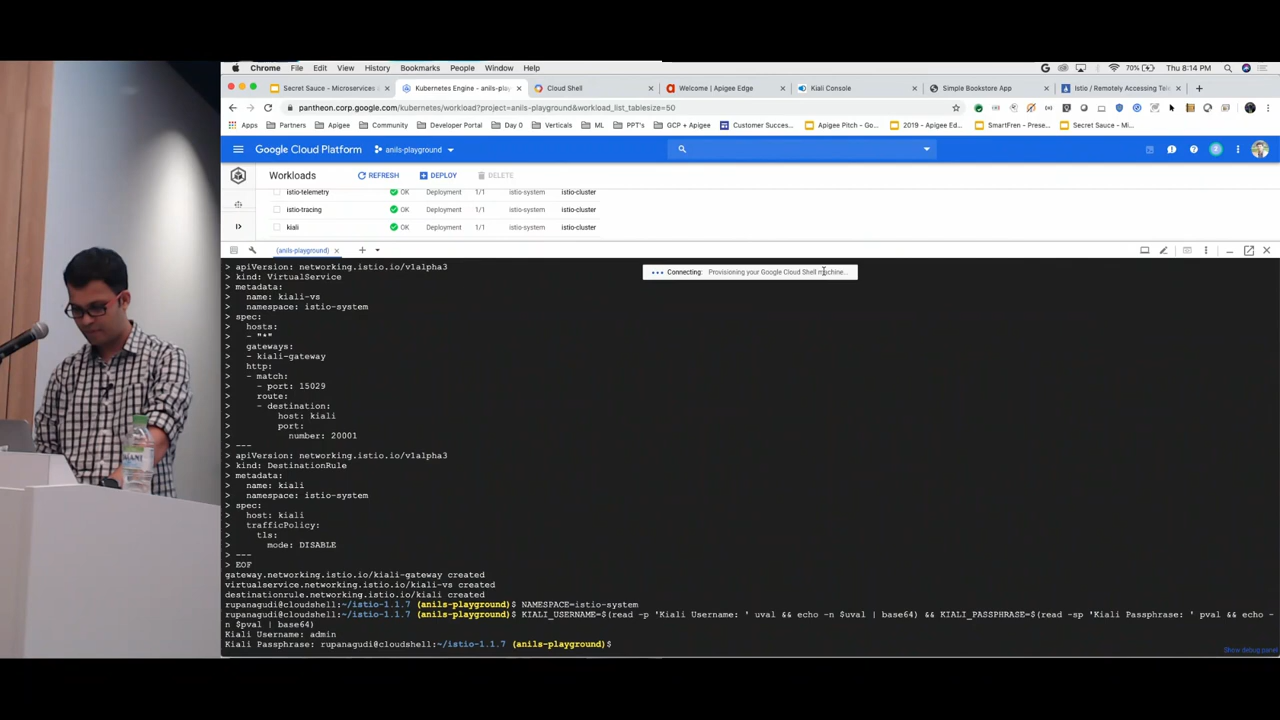 Chrome File Edit View History Bookmarks People Window Help 70% Thu 8:14 PM
Secret Sauce - Microservices Kubernetes Engine - anils-play Cloud Shell Welcome | Apigee Edge Kiali Console Simple Bookstore App Istio / Remotely Accessing Tele
pantheon.corp.google.com/kubernetes/workload?project=anils-playground&workload_list_tablesize=50
Apps Partners Apigee Community Developer Portal Day 0 Verticals ML PPT's GCP + Apigee Customer Succes... Apigee Pitch - Go... 2019 - Apigee Ed... SmartFren - Prese... Secret Sauce - Mi...
Google Cloud Platform anils-playground
Workloads REFRESH DEPLOY DELETE
istio-telemetry OK Deployment 1/1 istio-system istio-cluster
istio-tracing OK Deployment 1/1 istio-system istio-cluster
kiali OK Deployment 1/1 istio-system istio-cluster
(anils-playground)
Connecting: Provisioning your Google Cloud Shell machine...
> apiVersion: networking.istio.io/v1alpha3
> kind: VirtualService
> metadata:
>   name: kiali-vs
>   namespace: istio-system
> spec:
>   hosts:
>   - "*"
>   gateways:
>   - kiali-gateway
>   http:
>   - match:
>     - port: 15029
>     route:
>     - destination:
>         host: kiali
>         port:
>           number: 20001
> ---
> apiVersion: networking.istio.io/v1alpha3
> kind: DestinationRule
> metadata:
>   name: kiali
>   namespace: istio-system
> spec:
>   host: kiali
>   trafficPolicy:
>     tls:
>       mode: DISABLE
> ---
> EOF
gateway.networking.istio.io/kiali-gateway created
virtualservice.networking.istio.io/kiali-vs created
destinationrule.networking.istio.io/kiali created
rupanagudi@cloudshell:~/istio-1.1.7 (anils-playground)$ NAMESPACE=istio-system
rupanagudi@cloudshell:~/istio-1.1.7 (anils-playground)$ KIALI_USERNAME=$(read -p 'Kiali Username: ' uval && echo -n $uval | base64) && KIALI_PASSPHRASE=$(read -sp 'Kiali Passphrase: ' pval && echo -
n $pval | base64)
Kiali Username: admin
Kiali Passphrase: rupanagudi@cloudshell:~/istio-1.1.7 (anils-playground)$
Show debug panel